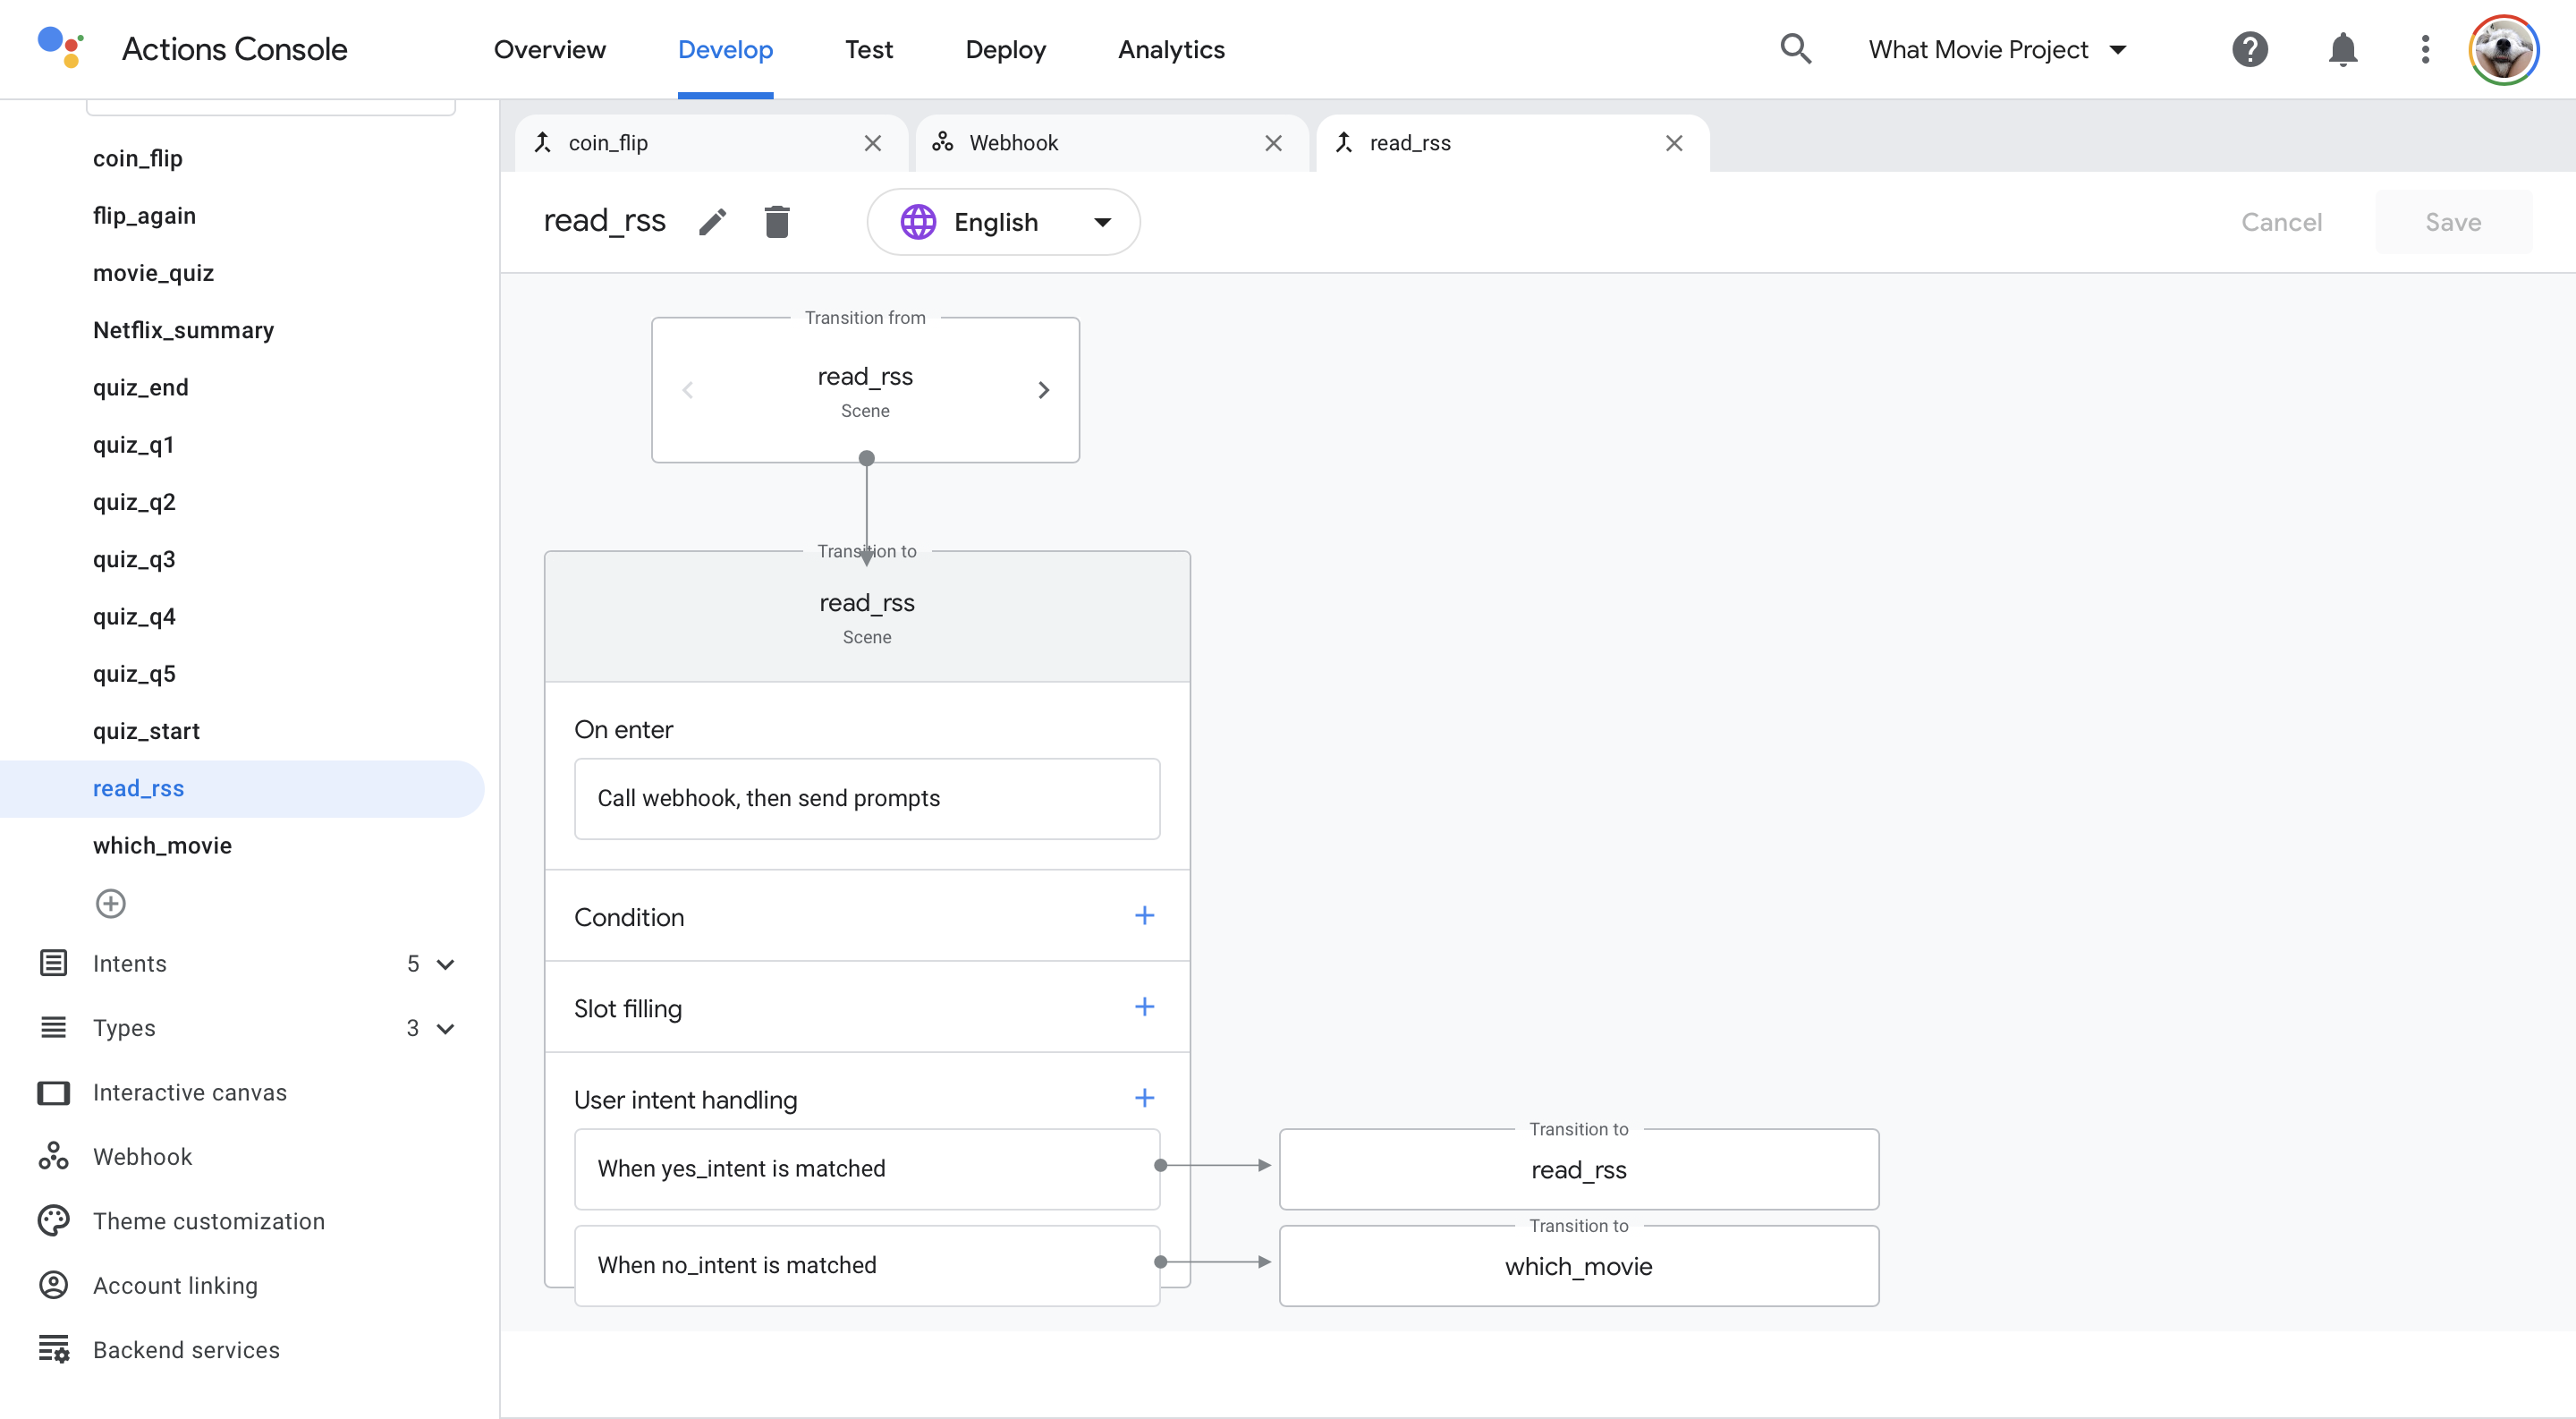 Actions Console
Overview
Develop
Test
Deploy
Analytics
What Movie Project
coin_flip
flip_again
movie_quiz
Netflix_summary
quiz_end
quiz_q1
quiz_q2
quiz_q3
quiz_q4
quiz_q5
quiz_start
read_rss
which_movie
Intents 5
Types 3
Interactive canvas
Webhook
Theme customization
Account linking
Backend services
coin_flip
Webhook
read_rss
read_rss
English
Cancel
Save
Transition from
read_rss
Scene
Transition to
read_rss
Scene
On enter
Call webhook, then send prompts
Condition
Slot filling
User intent handling
When yes_intent is matched
Transition to
read_rss
When no_intent is matched
Transition to
which_movie